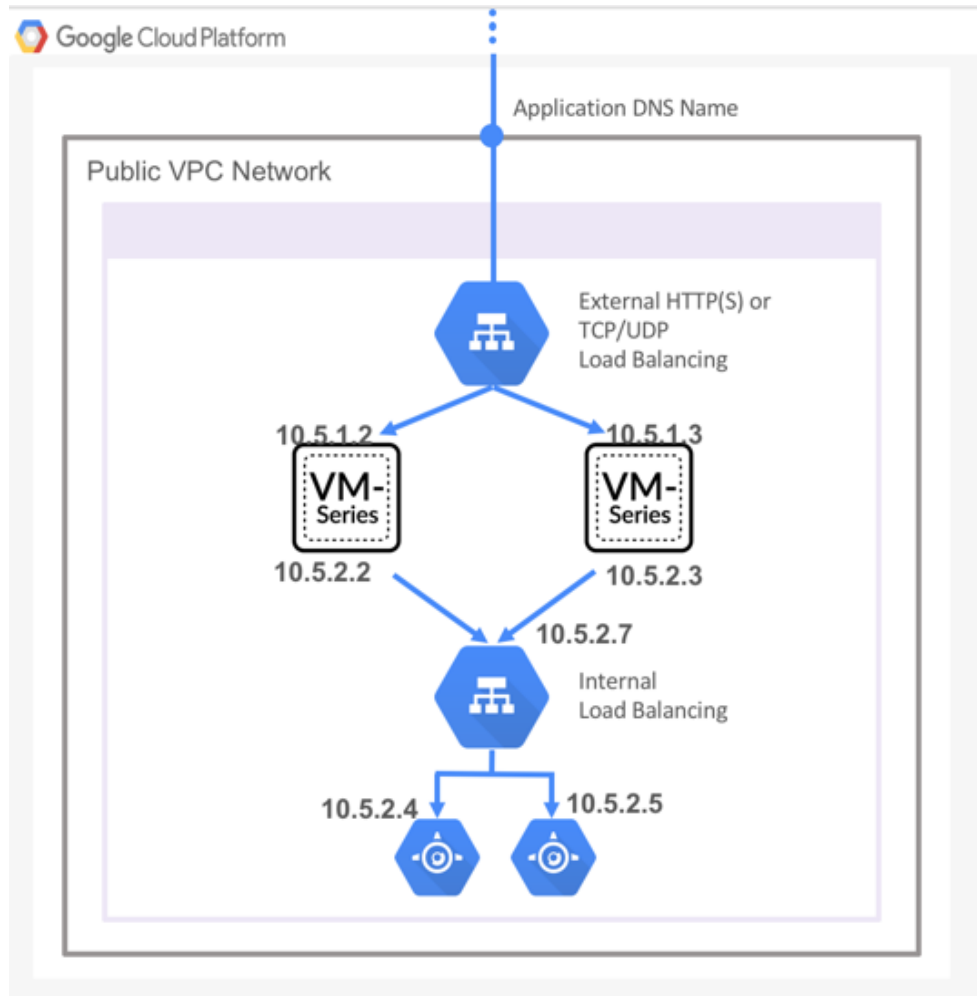 Google Cloud Platform
Application DNS Name
Public VPC Network
External HTTP(S) or
TCP/UDP
Load Balancing
10.5.1.2
10.5.1.3
VM-
Series
VM-
Series
10.5.2.2
10.5.2.3
10.5.2.7
Internal
Load Balancing
10.5.2.4
10.5.2.5